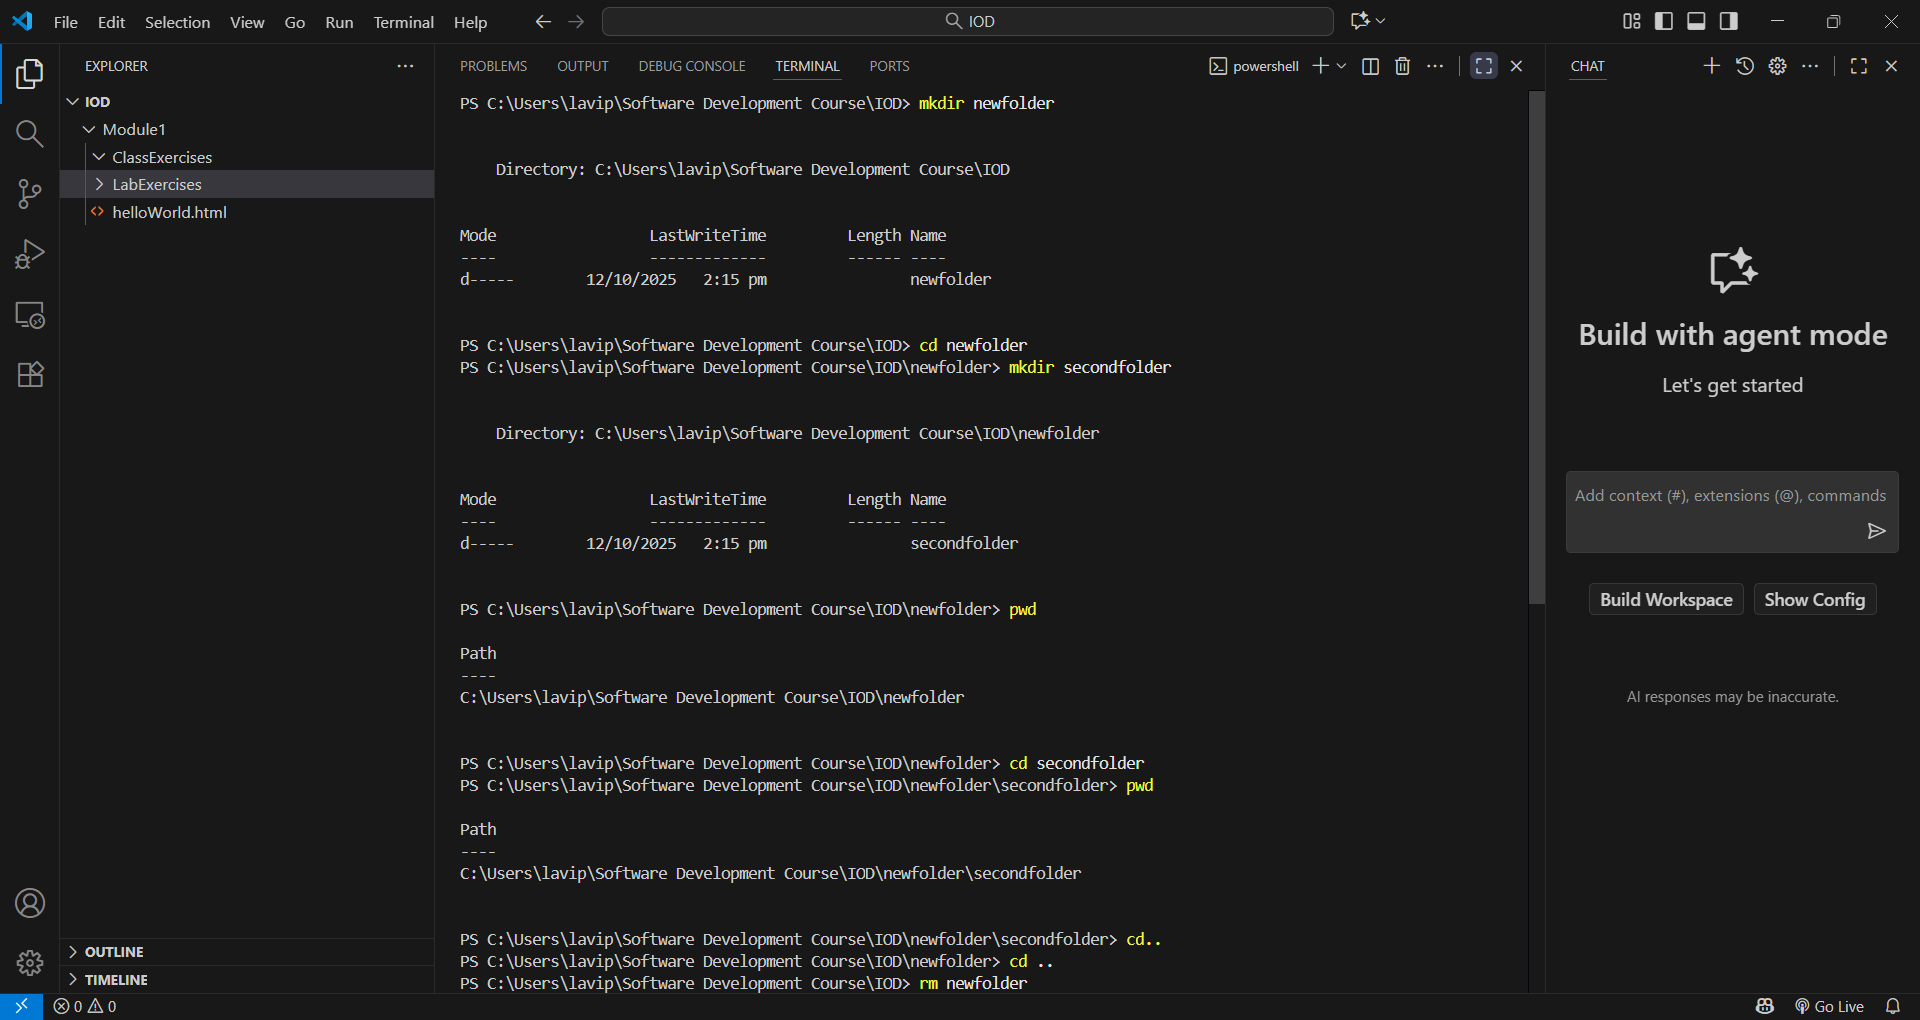 File Edit Selection View Go Run Terminal Help
IOD
EXPLORER
IOD
Module1
ClassExercises
LabExercises
helloWorld.html
OUTLINE
TIMELINE
PROBLEMS OUTPUT DEBUG CONSOLE TERMINAL PORTS
powershell
PS C:\Users\lavip\Software Development Course\IOD> mkdir newfolder
Directory: C:\Users\lavip\Software Development Course\IOD
Mode LastWriteTime Length Name
---- ------------- ------ ----
d----- 12/10/2025 2:15 pm newfolder
PS C:\Users\lavip\Software Development Course\IOD> cd newfolder
PS C:\Users\lavip\Software Development Course\IOD\newfolder> mkdir secondfolder
Directory: C:\Users\lavip\Software Development Course\IOD\newfolder
Mode LastWriteTime Length Name
---- ------------- ------ ----
d----- 12/10/2025 2:15 pm secondfolder
PS C:\Users\lavip\Software Development Course\IOD\newfolder> pwd
Path
----
C:\Users\lavip\Software Development Course\IOD\newfolder
PS C:\Users\lavip\Software Development Course\IOD\newfolder> cd secondfolder
PS C:\Users\lavip\Software Development Course\IOD\newfolder\secondfolder> pwd
Path
----
C:\Users\lavip\Software Development Course\IOD\newfolder\secondfolder
PS C:\Users\lavip\Software Development Course\IOD\newfolder\secondfolder> cd..
PS C:\Users\lavip\Software Development Course\IOD\newfolder> cd ..
PS C:\Users\lavip\Software Development Course\IOD> rm newfolder
CHAT
Build with agent mode
Let's get started
Add context (#), extensions (@), commands
Build Workspace Show Config
AI responses may be inaccurate.
0 0
Go Live